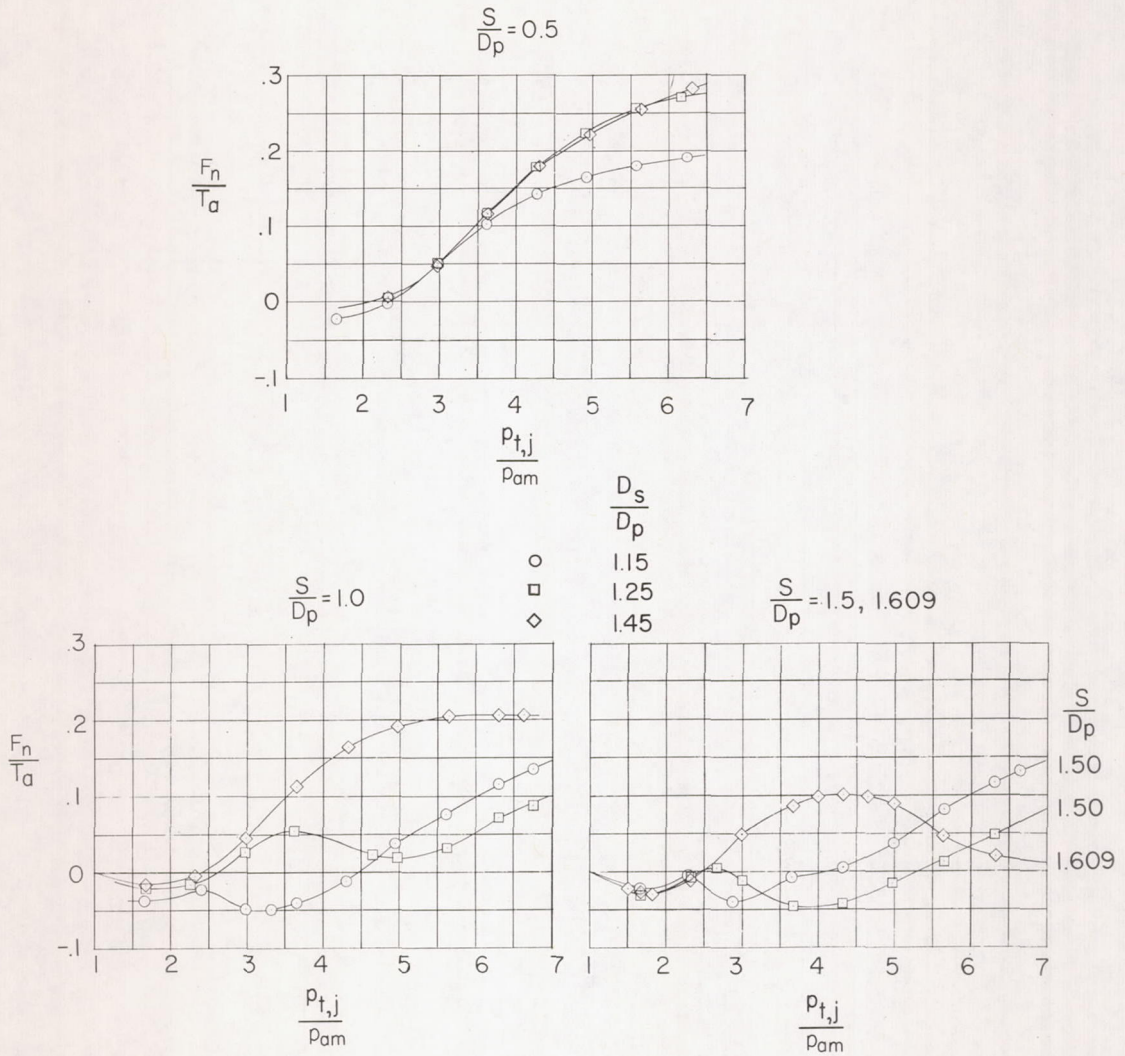 S/Dp = 0.5
.3
.2
.1
0
-.1
Fn/Ta
1 2 3 4 5 6 7
pt,j/pam
Ds/Dp
○ 1.15
□ 1.25
◇ 1.45
S/Dp = 1.0
.3
.2
.1
0
-.1
Fn/Ta
1 2 3 4 5 6 7
pt,j/pam
S/Dp = 1.5, 1.609
S/Dp
1.50
1.50
1.609
1 2 3 4 5 6 7
pt,j/pam